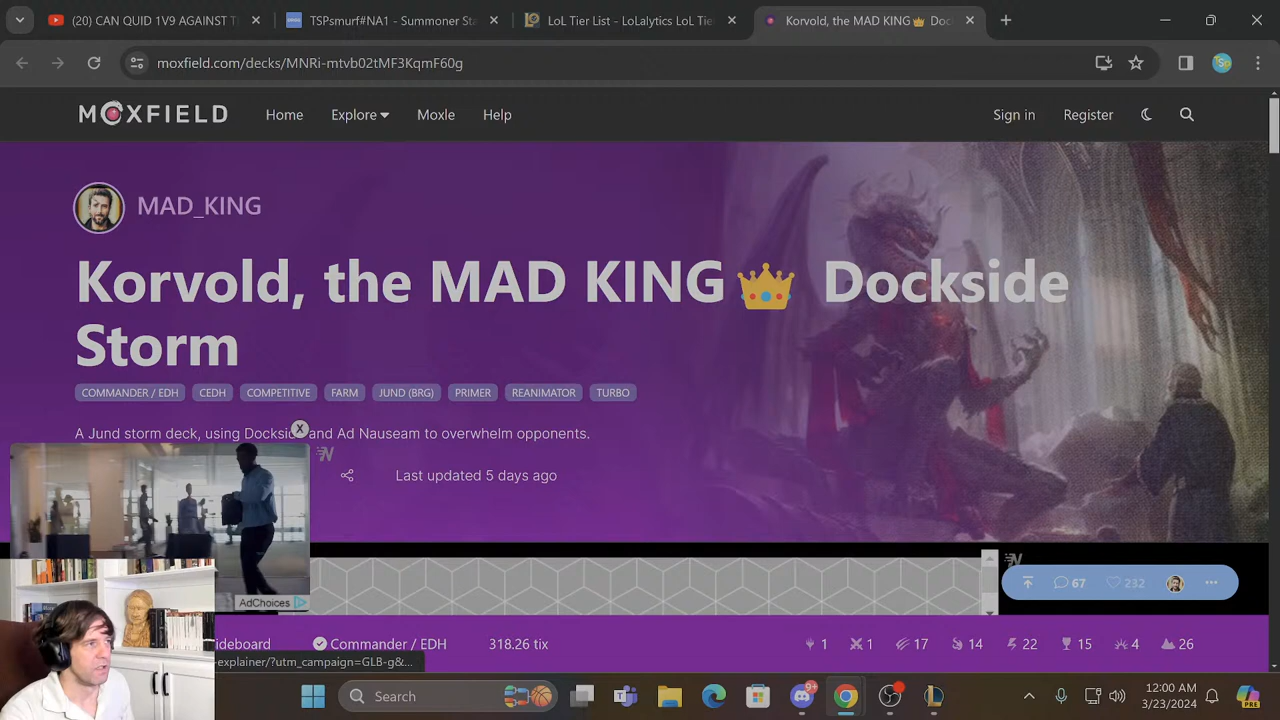 (20) CAN QUID 1V9 AGAINST T
TSPsmurf#NA1 - Summoner St
LoL Tier List - LoLalytics LoL Tie
Korvold, the MAD KING👑 Doc
moxfield.com/decks/MNRi-mtvb02tMF3KqmF60g
MOXFIELD
Home
Explore
Moxle
Help
Sign in
Register
MAD_KING
Korvold, the MAD KING👑 Dockside
Storm
COMMANDER / EDH
CEDH
COMPETITIVE
FARM
JUND (BRG)
PRIMER
REANIMATOR
TURBO
A Jund storm deck, using Docksid and Ad Nauseam to overwhelm opponents.
Last updated 5 days ago
AdChoices
67
232
ideboard
Commander / EDH
318.26 tix
1
1
17
14
22
15
4
26
-explainer/?utm_campaign=GLB-g&...
Search
9+
12:00 AM
3/23/2024
PRE